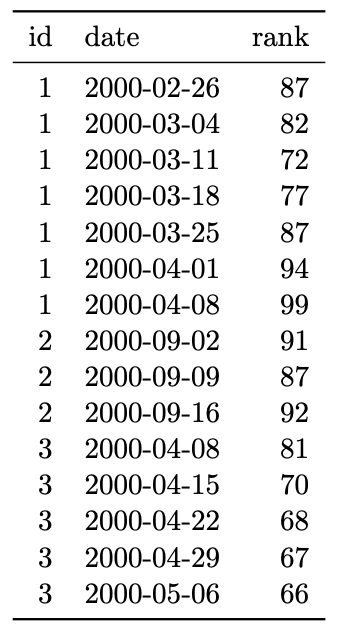 id date rank
1 2000-02-26 87
1 2000-03-04 82
1 2000-03-11 72
1 2000-03-18 77
1 2000-03-25 87
1 2000-04-01 94
1 2000-04-08 99
2 2000-09-02 91
2 2000-09-09 87
2 2000-09-16 92
3 2000-04-08 81
3 2000-04-15 70
3 2000-04-22 68
3 2000-04-29 67
3 2000-05-06 66